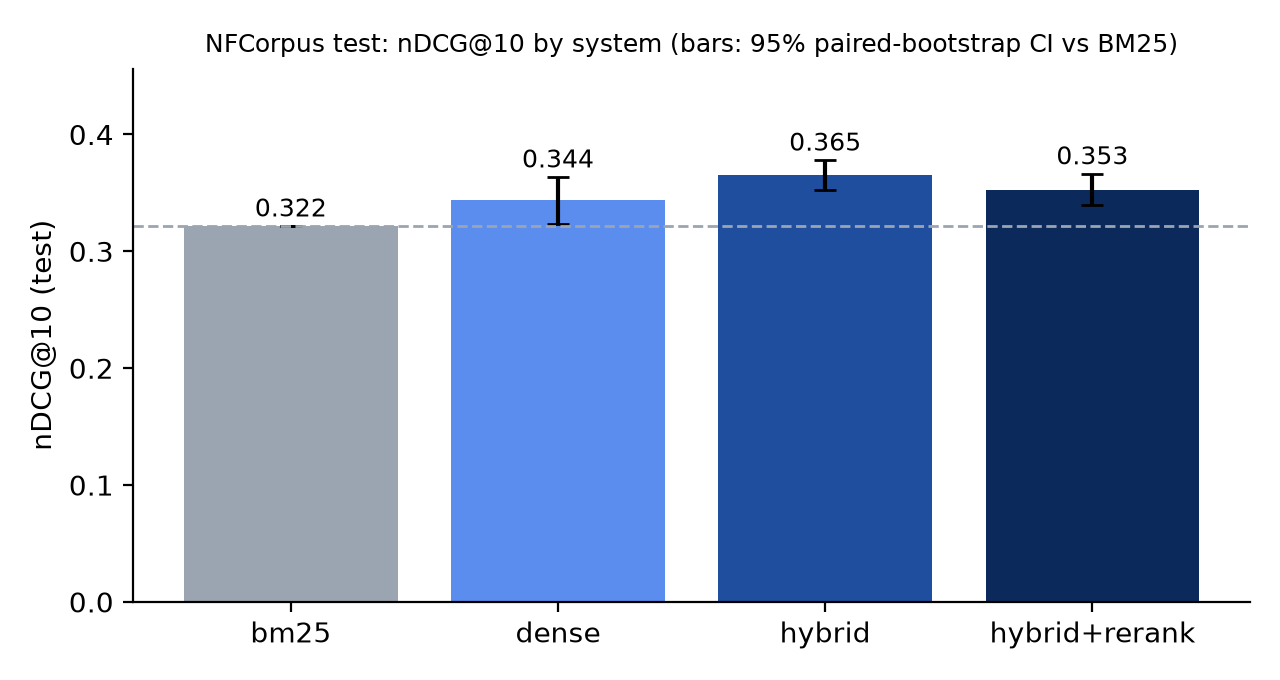 NFCorpus test: nDCG@10 by system (bars: 95% paired-bootstrap CI vs BM25)
nDCG@10 (test)
0.4
0.3
0.2
0.1
0.0
0.322
0.344
0.365
0.353
bm25
dense
hybrid
hybrid+rerank